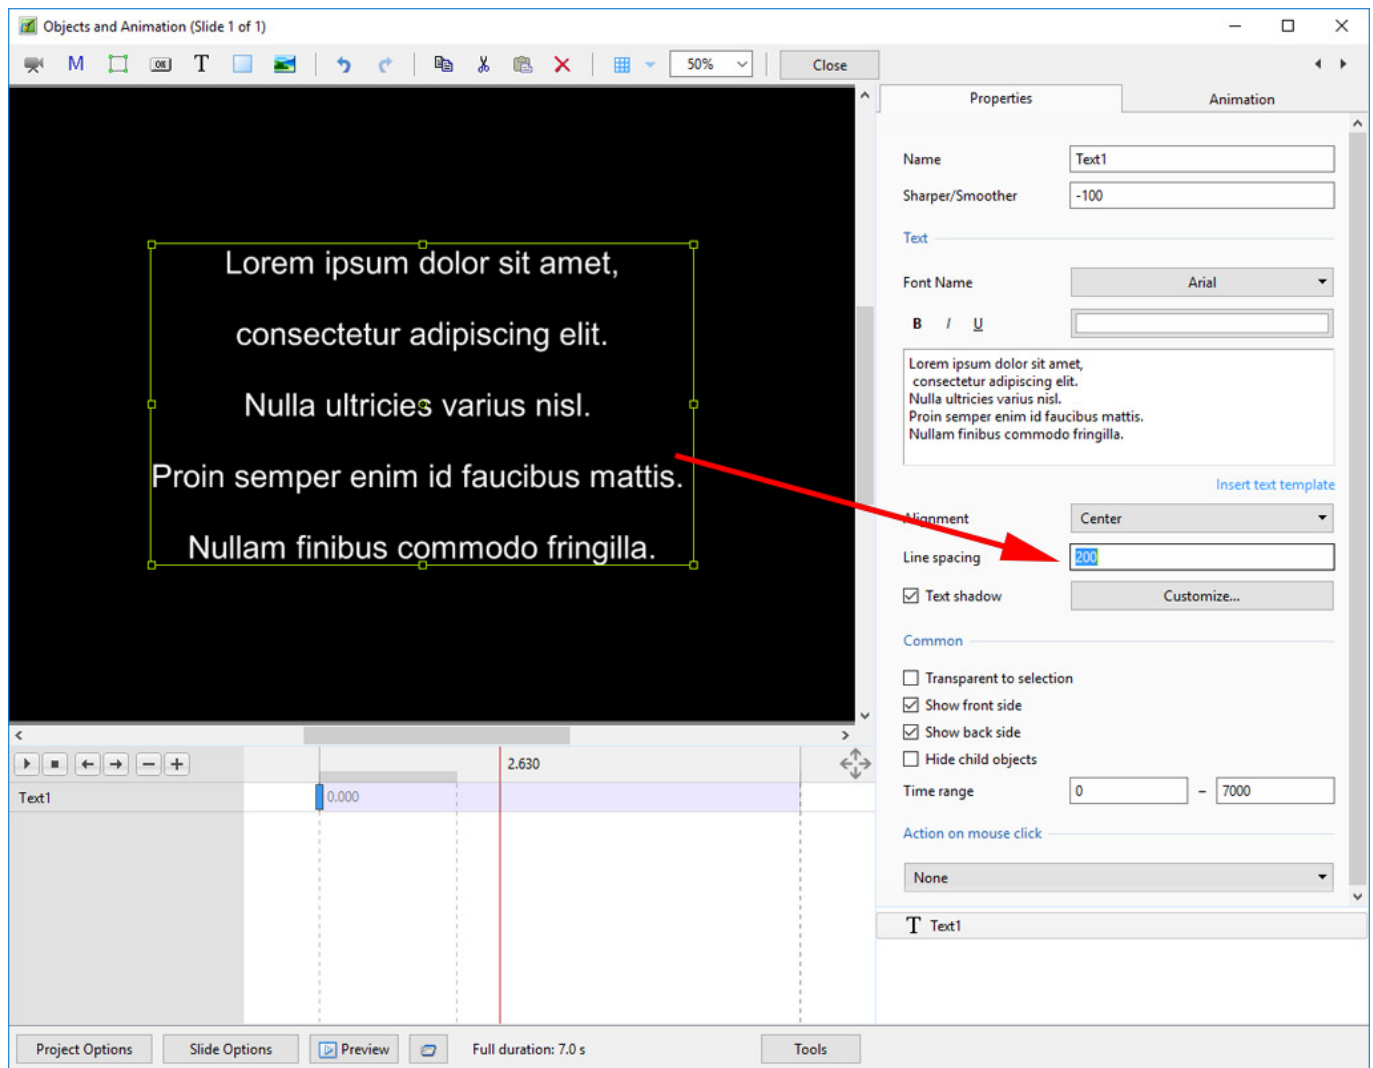 Objects and Animation (Slide 1 of 1)
M OK T 50% Close
Properties Animation
Name Text1
Sharper/Smoother -100
Text
Font Name Arial
B I U
Lorem ipsum dolor sit amet,
consectetur adipiscing elit.
Nulla ultricies varius nisl.
Proin semper enim id faucibus mattis.
Nullam finibus commodo fringilla.
Lorem ipsum dolor sit amet,
consectetur adipiscing elit.
Nulla ultricies varius nisl.
Proin semper enim id faucibus mattis.
Nullam finibus commodo fringilla.
Insert text template
Alignment Center
Line spacing 200
Text shadow Customize...
Common
Transparent to selection
Show front side
Show back side
Hide child objects
Time range 0 – 7000
Action on mouse click
None
T Text1
2.630
Text1 0.000
Project Options Slide Options Preview Full duration: 7.0 s Tools